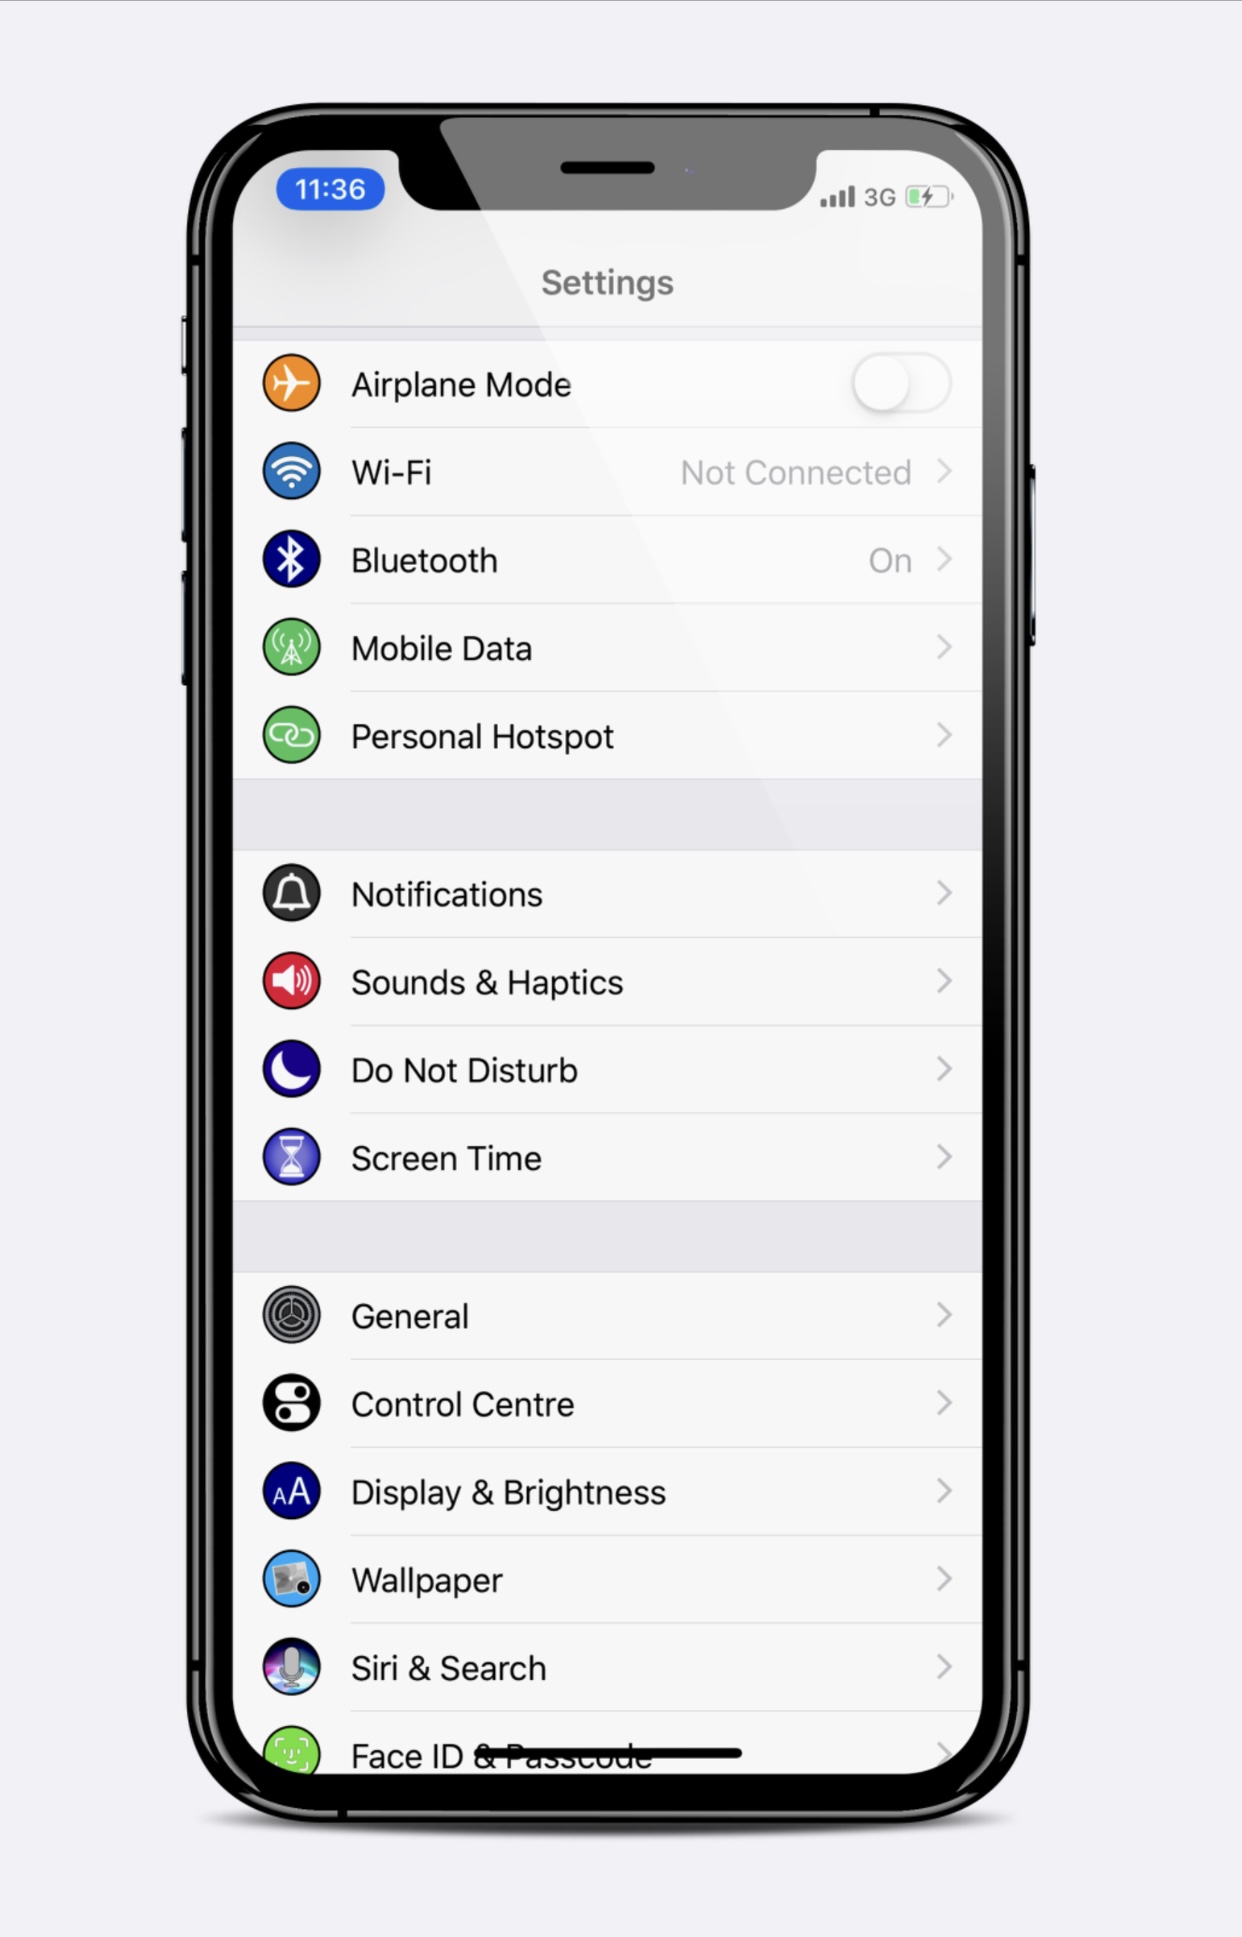 11:36
3G
Settings
Airplane Mode
Wi-Fi Not Connected
Bluetooth On
Mobile Data
Personal Hotspot
Notifications
Sounds & Haptics
Do Not Disturb
Screen Time
General
Control Centre
AA Display & Brightness
Wallpaper
Siri & Search
Face ID & Passcode